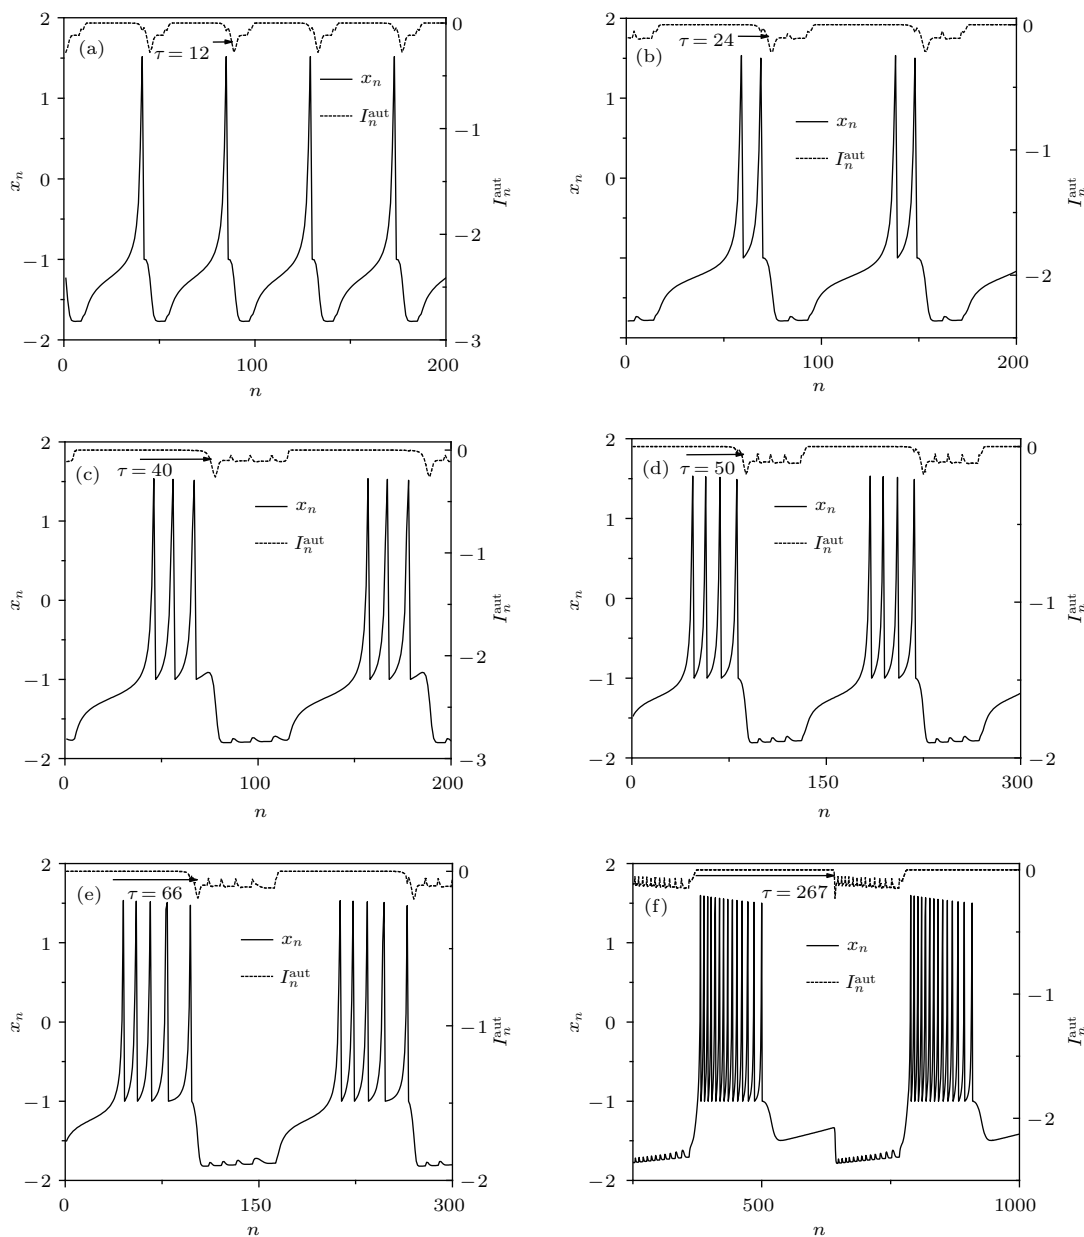 2
0
(a)
τ = 12
1
x_n
I_n^aut
−1
0
x_n
I_n^aut
−2
−1
−2
−3
0
100
200
n
2
0
(b)
τ = 24
1
x_n
−1
I_n^aut
0
x_n
I_n^aut
−2
−1
−2
0
100
200
n
2
0
(c)
τ = 40
1
x_n
I_n^aut
−1
0
x_n
I_n^aut
−2
−1
−2
−3
0
100
200
n
2
0
(d)
τ = 50
1
x_n
I_n^aut
0
−1
x_n
I_n^aut
−1
−2
−2
0
150
300
n
2
0
(e)
τ = 66
1
x_n
I_n^aut
0
−1
x_n
I_n^aut
−1
−2
−2
0
150
300
n
2
0
(f)
τ = 267
1
x_n
I_n^aut
−1
0
x_n
I_n^aut
−1
−2
−2
500
1000
n